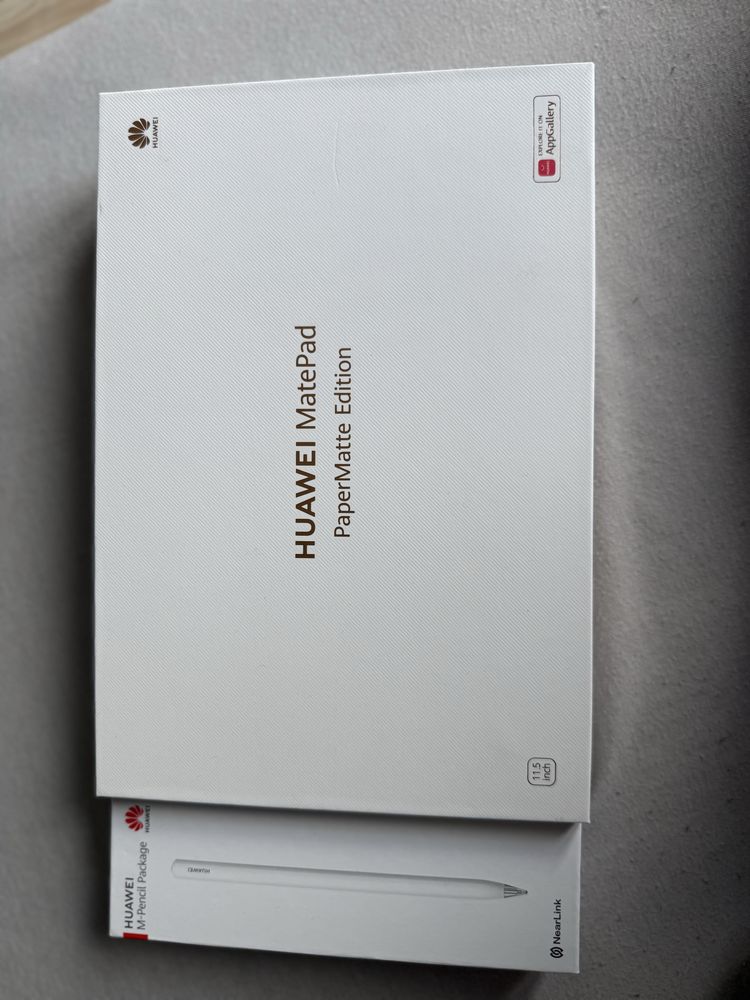 HUAWEI
EXPLORE IT ON
AppGallery
HUAWEI MatePad
PaperMatte Edition
11.5
inch
HUAWEI
M-Pencil Package
HUAWEI
HUAWEI
NearLink